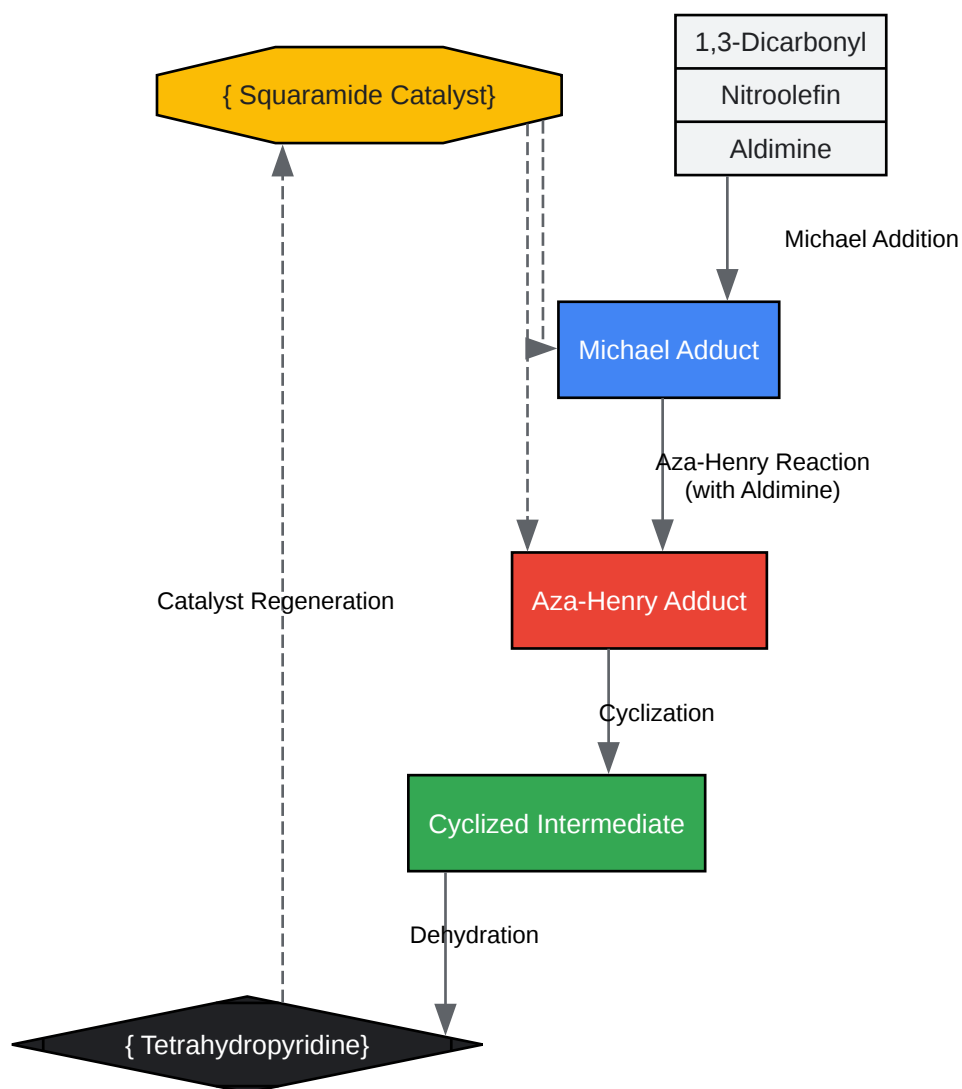 { Squaramide Catalyst}
1,3-Dicarbonyl
Nitroolefin
Aldimine
Michael Addition
Michael Adduct
Aza-Henry Reaction
(with Aldimine)
Aza-Henry Adduct
Catalyst Regeneration
Cyclization
Cyclized Intermediate
Dehydration
{ Tetrahydropyridine}